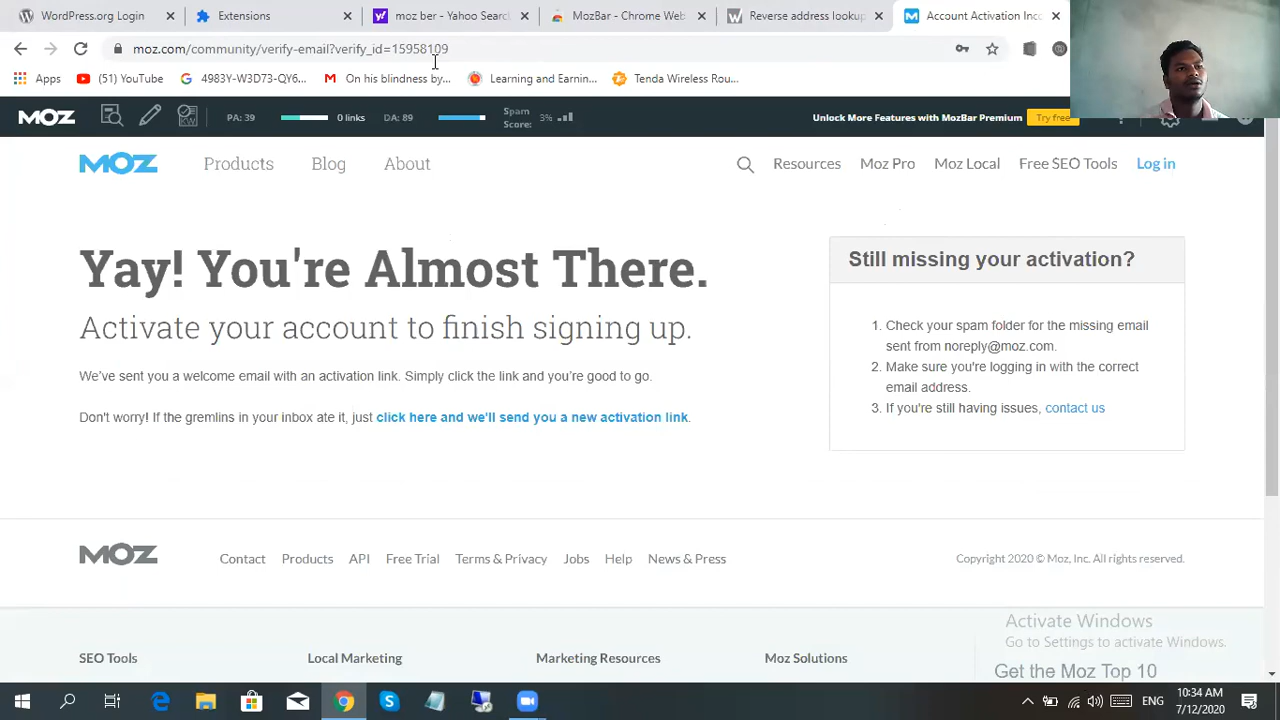 WordPress.org Login
Extensions
moz ber - Yahoo Searc
MozBar - Chrome Web
Reverse address lookup
Account Activation Inco
moz.com/community/verify-email?verify_id=15958109
Apps
(51) YouTube
4983Y-W3D73-QY6...
On his blindness by...
Learning and Earnin...
Tenda Wireless Rou...
MOZ
PA: 39
0 links
DA: 89
Spam Score: 3%
Unlock More Features with MozBar Premium
Try free
MOZ
Products
Blog
About
Resources
Moz Pro
Moz Local
Free SEO Tools
Log in
Yay! You're Almost There.
Activate your account to finish signing up.
We've sent you a welcome email with an activation link. Simply click the link and you're good to go.
Don't worry! If the gremlins in your inbox ate it, just click here and we'll send you a new activation link.
Still missing your activation?
1. Check your spam folder for the missing email
sent from noreply@moz.com.
2. Make sure you're logging in with the correct
email address.
3. If you're still having issues, contact us
MOZ
Contact
Products
API
Free Trial
Terms & Privacy
Jobs
Help
News & Press
Copyright 2020 © Moz, Inc. All rights reserved.
Activate Windows
Go to Settings to activate Windows.
SEO Tools
Local Marketing
Marketing Resources
Moz Solutions
Get the Moz Top 10
ENG
10:34 AM
7/12/2020